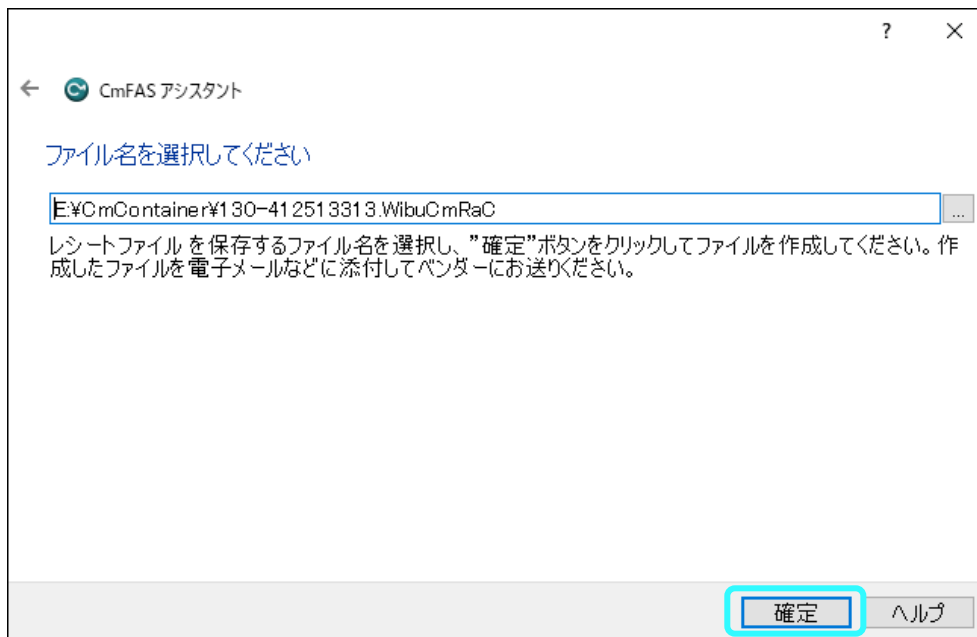 ?
CmFAS アシスタント
ファイル名を選択してください
E:¥CmContainer¥130-412513313.WibuCmRaC
...
レシートファイル を保存するファイル名を選択し、”確定”ボタンをクリックしてファイルを作成してください。作
成したファイルを電子メールなどに添付してベンダーにお送りください。
確定
ヘルプ